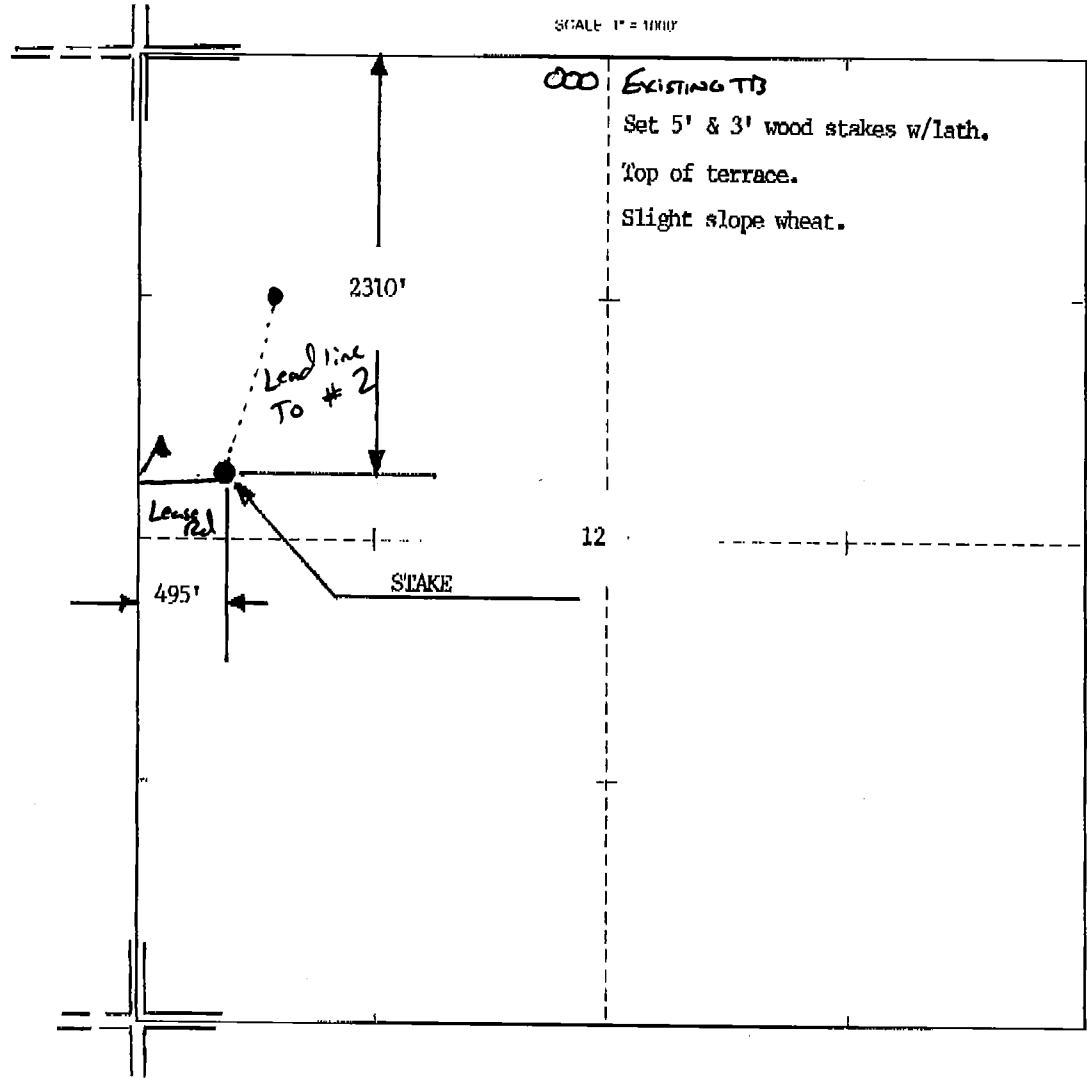 SCALE 1" = 1000'
000 EXISTING TB
Set 5' & 3' wood stakes w/lath.
Top of terrace.
Slight slope wheat.
2310'
Lead line
To # 2
Lease
Rd
12
495'
STAKE